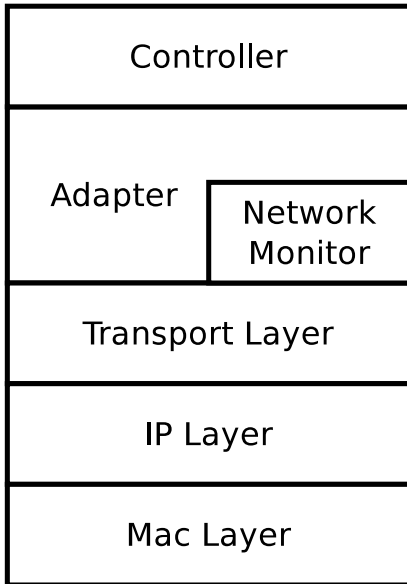 Controller
Adapter
Network
Monitor
Transport Layer
IP Layer
Mac Layer